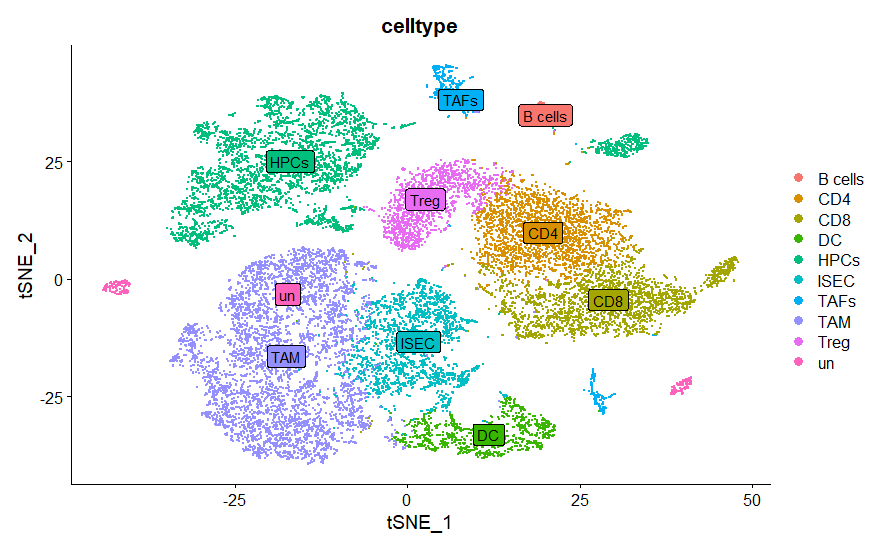 celltype
TAFs
B cells
HPCs
Treg
CD4
un
CD8
ISEC
TAM
DC
25
0
-25
tSNE_2
-25
0
25
50
tSNE_1
B cells
CD4
CD8
DC
HPCs
ISEC
TAFs
TAM
Treg
un